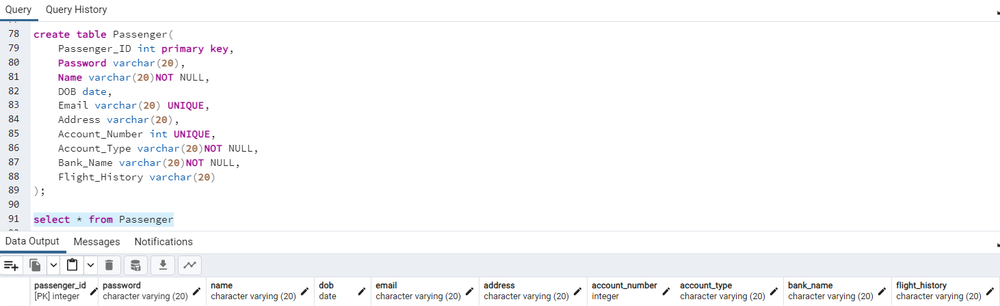 Query Query History
78 create table Passenger(
79 Passenger_ID int primary key,
80 Password varchar(20),
81 Name varchar(20)NOT NULL,
82 DOB date,
83 Email varchar(20) UNIQUE,
84 Address varchar(20),
85 Account_Number int UNIQUE,
86 Account_Type varchar(20)NOT NULL,
87 Bank_Name varchar(20)NOT NULL,
88 Flight_History varchar(20)
89 );
90
91 select * from Passenger
Data Output Messages Notifications
passenger_id password name dob email address account_number account_type bank_name flight_history
[PK] integer character varying (20) character varying (20) date character varying (20) character varying (20) integer character varying (20) character varying (20) character varying (20)